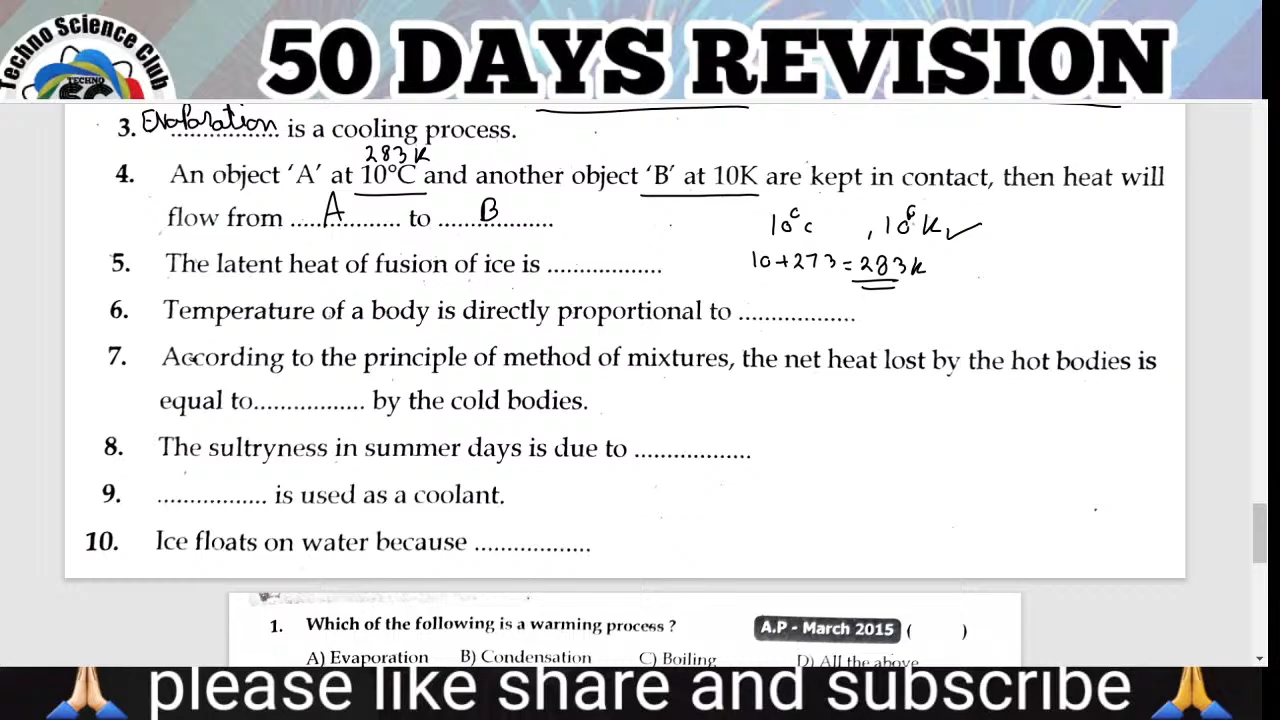 Techno Science Club
TECHNO
SC
50 DAYS REVISION
3. Evaporation is a cooling process.
283 K
4. An object 'A' at 10°C and another object 'B' at 10K are kept in contact, then heat will
flow from ......A......... to ......B..........
10°c , 10°K ✓
10+273=283k
5. The latent heat of fusion of ice is ..................
6. Temperature of a body is directly proportional to ..................
7. According to the principle of method of mixtures, the net heat lost by the hot bodies is
equal to................. by the cold bodies.
8. The sultryness in summer days is due to ..................
9. ................. is used as a coolant.
10. Ice floats on water because ..................
1. Which of the following is a warming process ? A.P - March 2015 ( )
A) Evaporation B) Condensation C) Boiling D) All the above
🙏🏻 please like share and subscribe 🙏